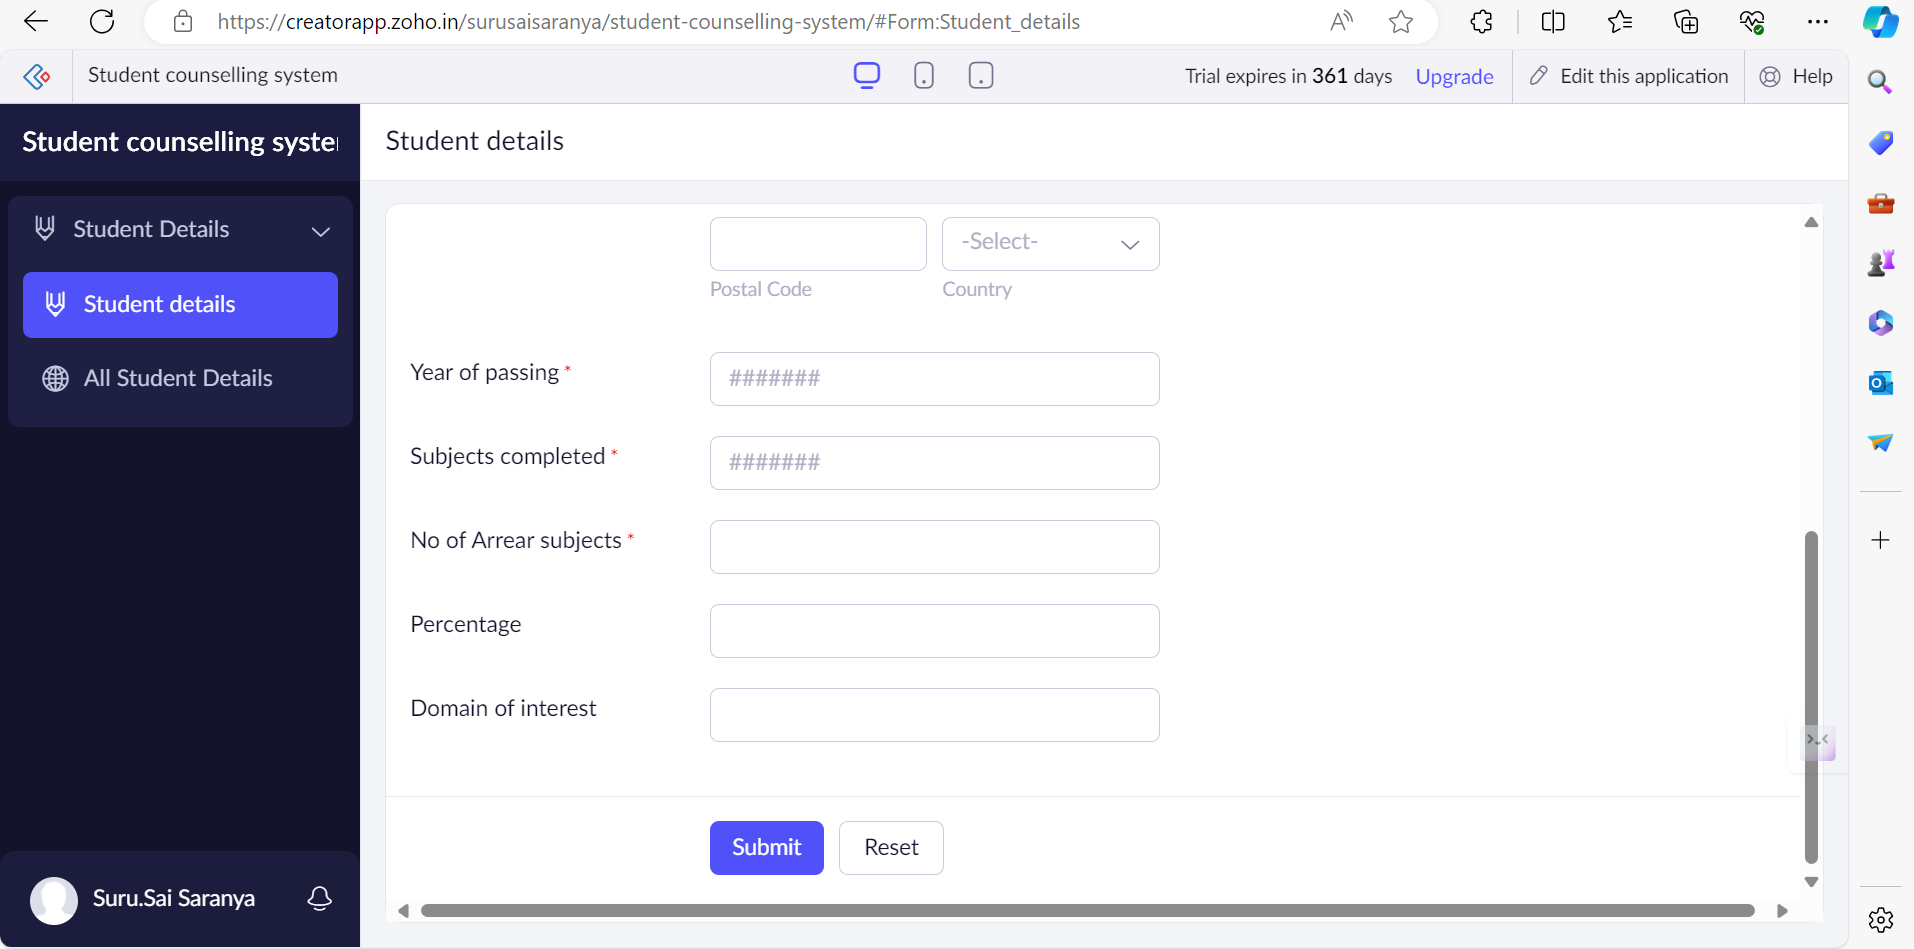 https://creatorapp.zoho.in/surusaisaranya/student-counselling-system/#Form:Student_details
Student counselling system
Trial expires in 361 days Upgrade Edit this application Help
Student counselling syste
Student details
Student Details
Student details
All Student Details
-Select-
Postal Code Country
Year of passing * #######
Subjects completed * #######
No of Arrear subjects *
Percentage
Domain of interest
Submit Reset
Suru.Sai Saranya